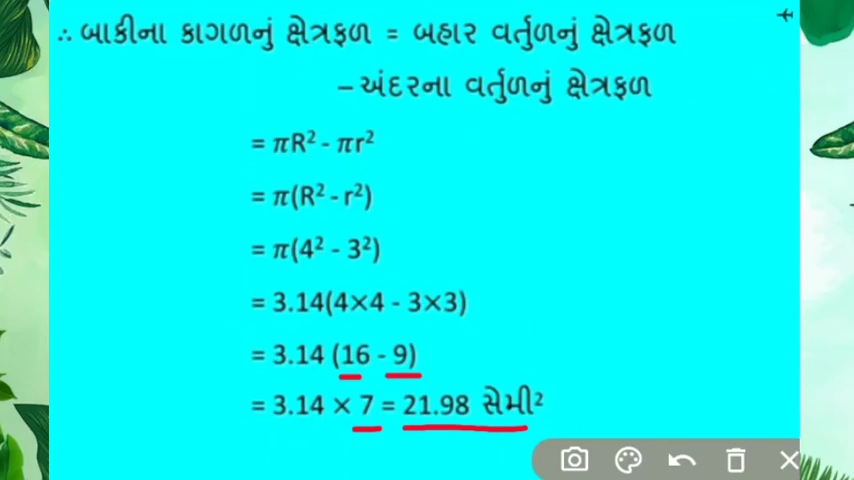 ∴ બાકીના કાગળનું ક્ષેત્રફળ = બહાર વર્તુળનું ક્ષેત્રફળ
– અંદરના વર્તુળનું ક્ષેત્રફળ
= πR² - πr²
= π(R² - r²)
= π(4² - 3²)
= 3.14(4×4 - 3×3)
= 3.14 (16 - 9)
= 3.14 × 7 = 21.98 સેમી²